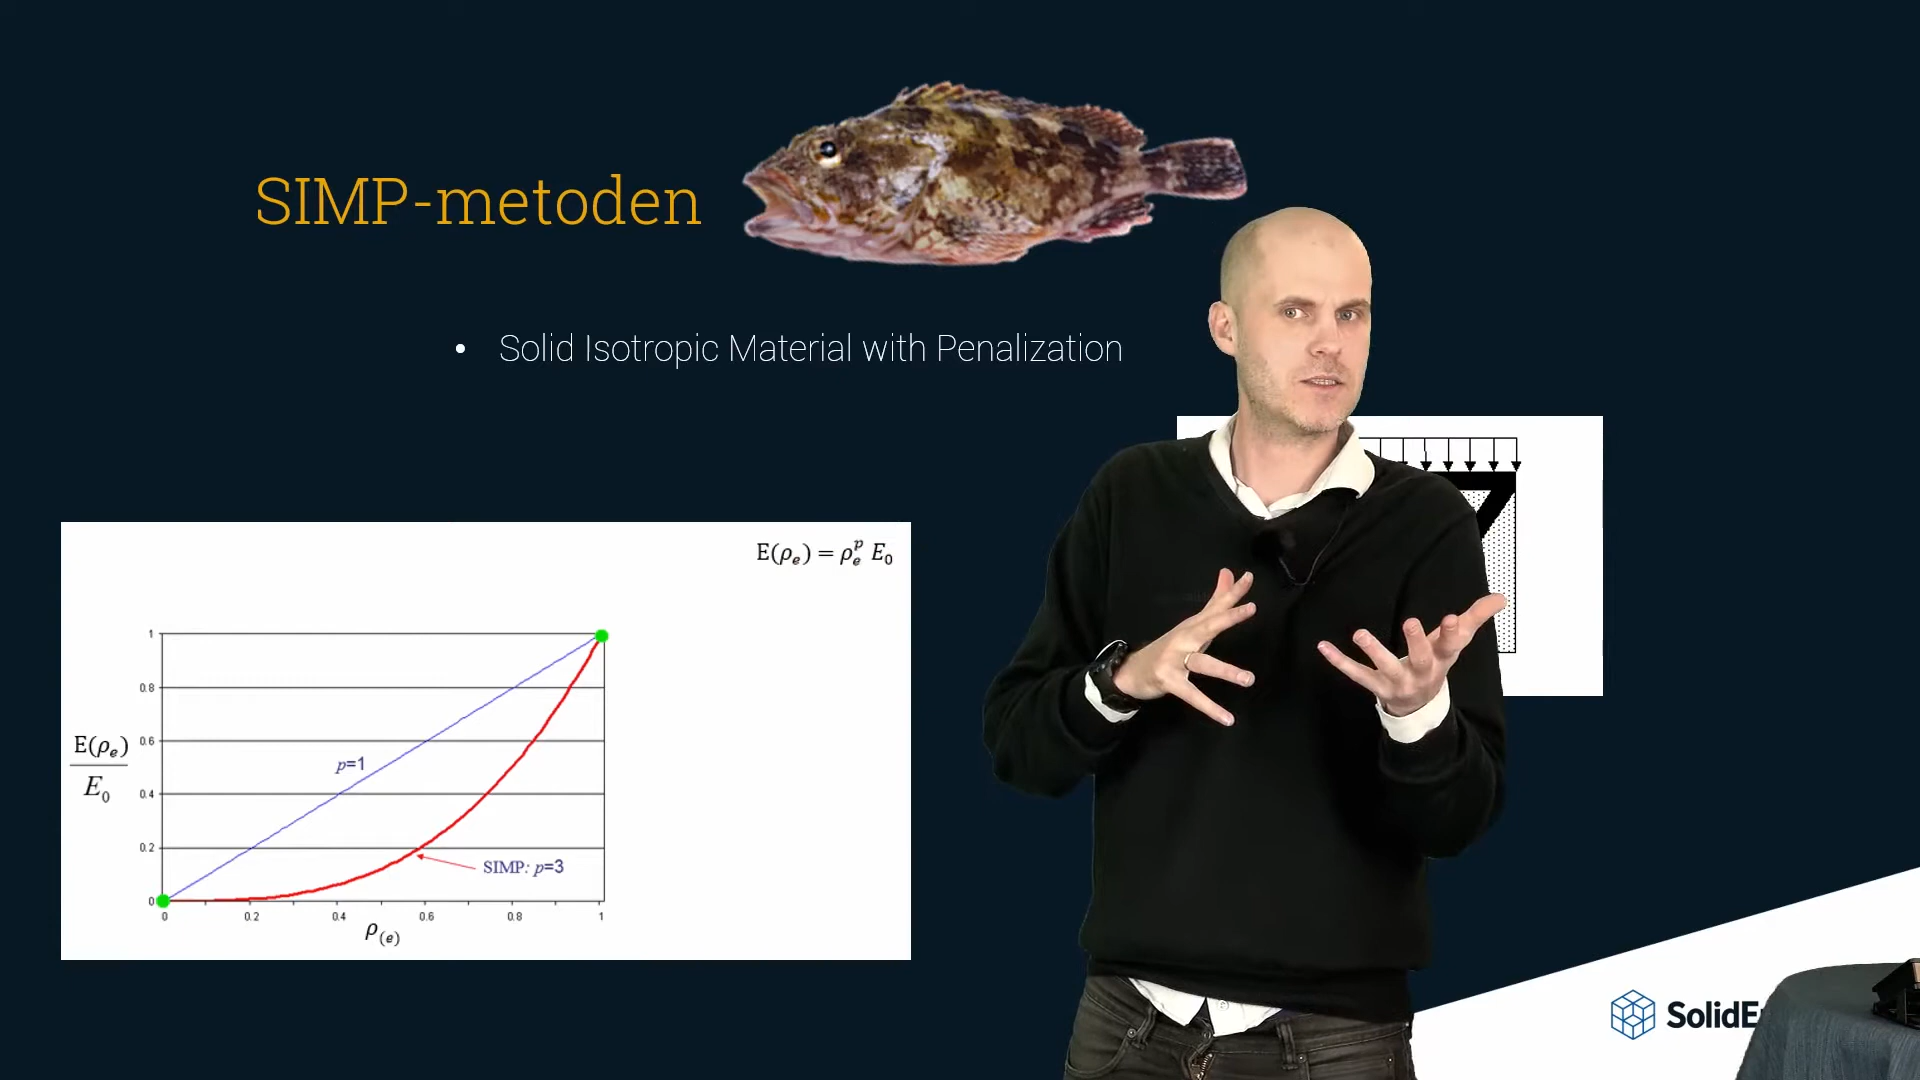 SIMP-metoden
• Solid Isotropic Material with Penalization
E(ρₑ) = ρₑᵖ E₀
1
0.8
0.6
0.4
0.2
0
E(ρₑ)
E₀
p=1
SIMP: p=3
0 0.2 0.4 0.6 0.8 1
ρ₍ₑ₎
SolidE